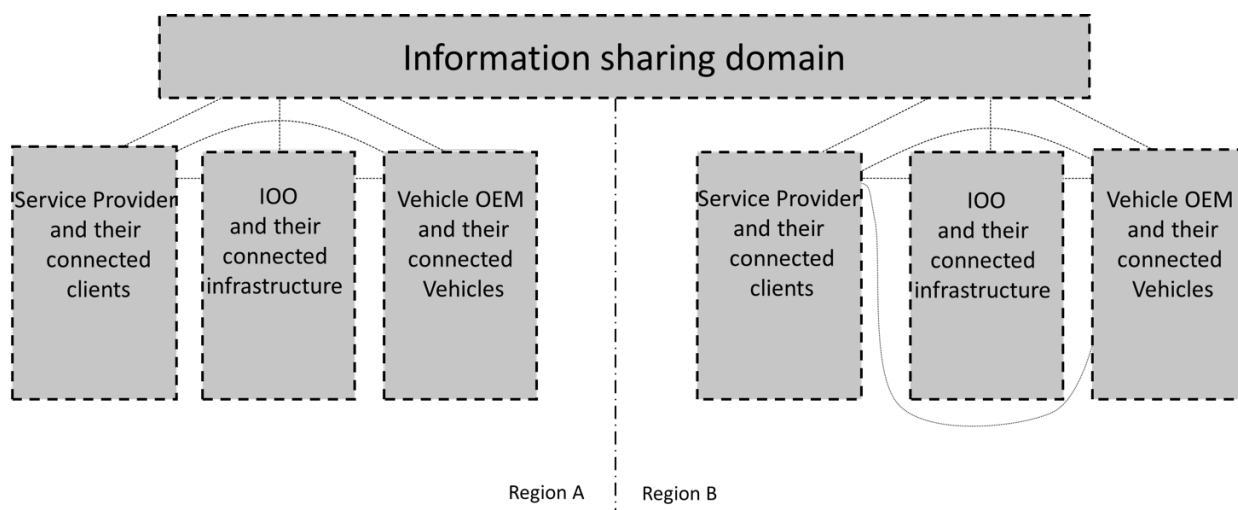 Information sharing domain
Service Provider
and their
connected
clients
IOO
and their
connected
infrastructure
Vehicle OEM
and their
connected
Vehicles
Service Provider
and their
connected
clients
IOO
and their
connected
infrastructure
Vehicle OEM
and their
connected
Vehicles
Region A
Region B